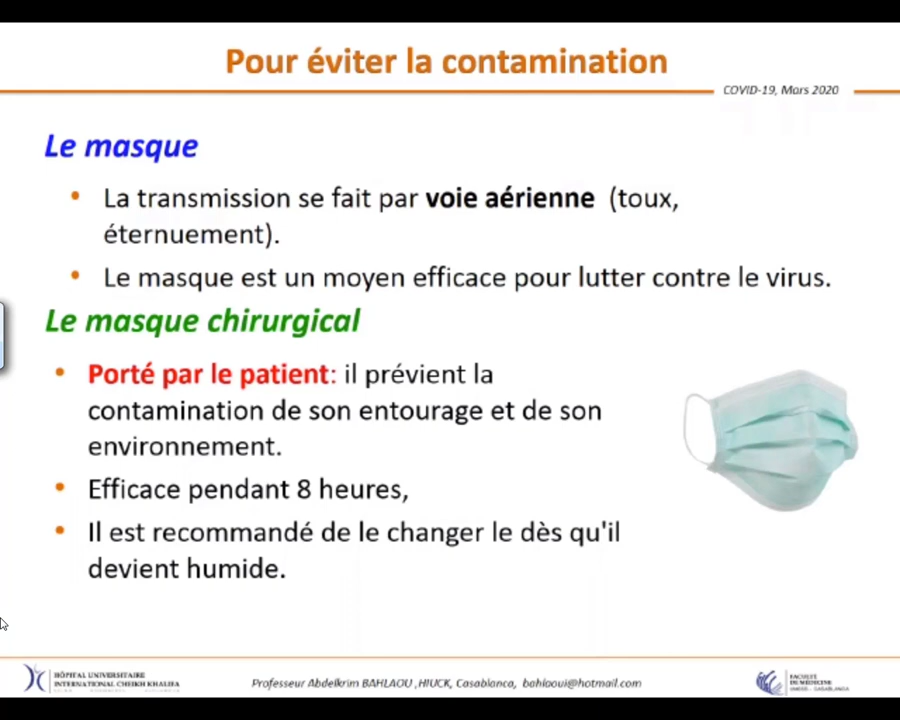 Pour éviter la contamination
COVID-19, Mars 2020
Le masque
• La transmission se fait par voie aérienne (toux,
éternuement).
• Le masque est un moyen efficace pour lutter contre le virus.
Le masque chirurgical
• Porté par le patient: il prévient la
contamination de son entourage et de son
environnement.
• Efficace pendant 8 heures,
• Il est recommandé de le changer le dès qu'il
devient humide.
HÔPITAL UNIVERSITAIRE
INTERNATIONAL CHEIKH KHALIFA
Professeur Abdelkrim BAHLAOU ,HIUCK, Casablanca, bahlaoui@hotmail.com
FACULTÉ
DE MÉDECINE